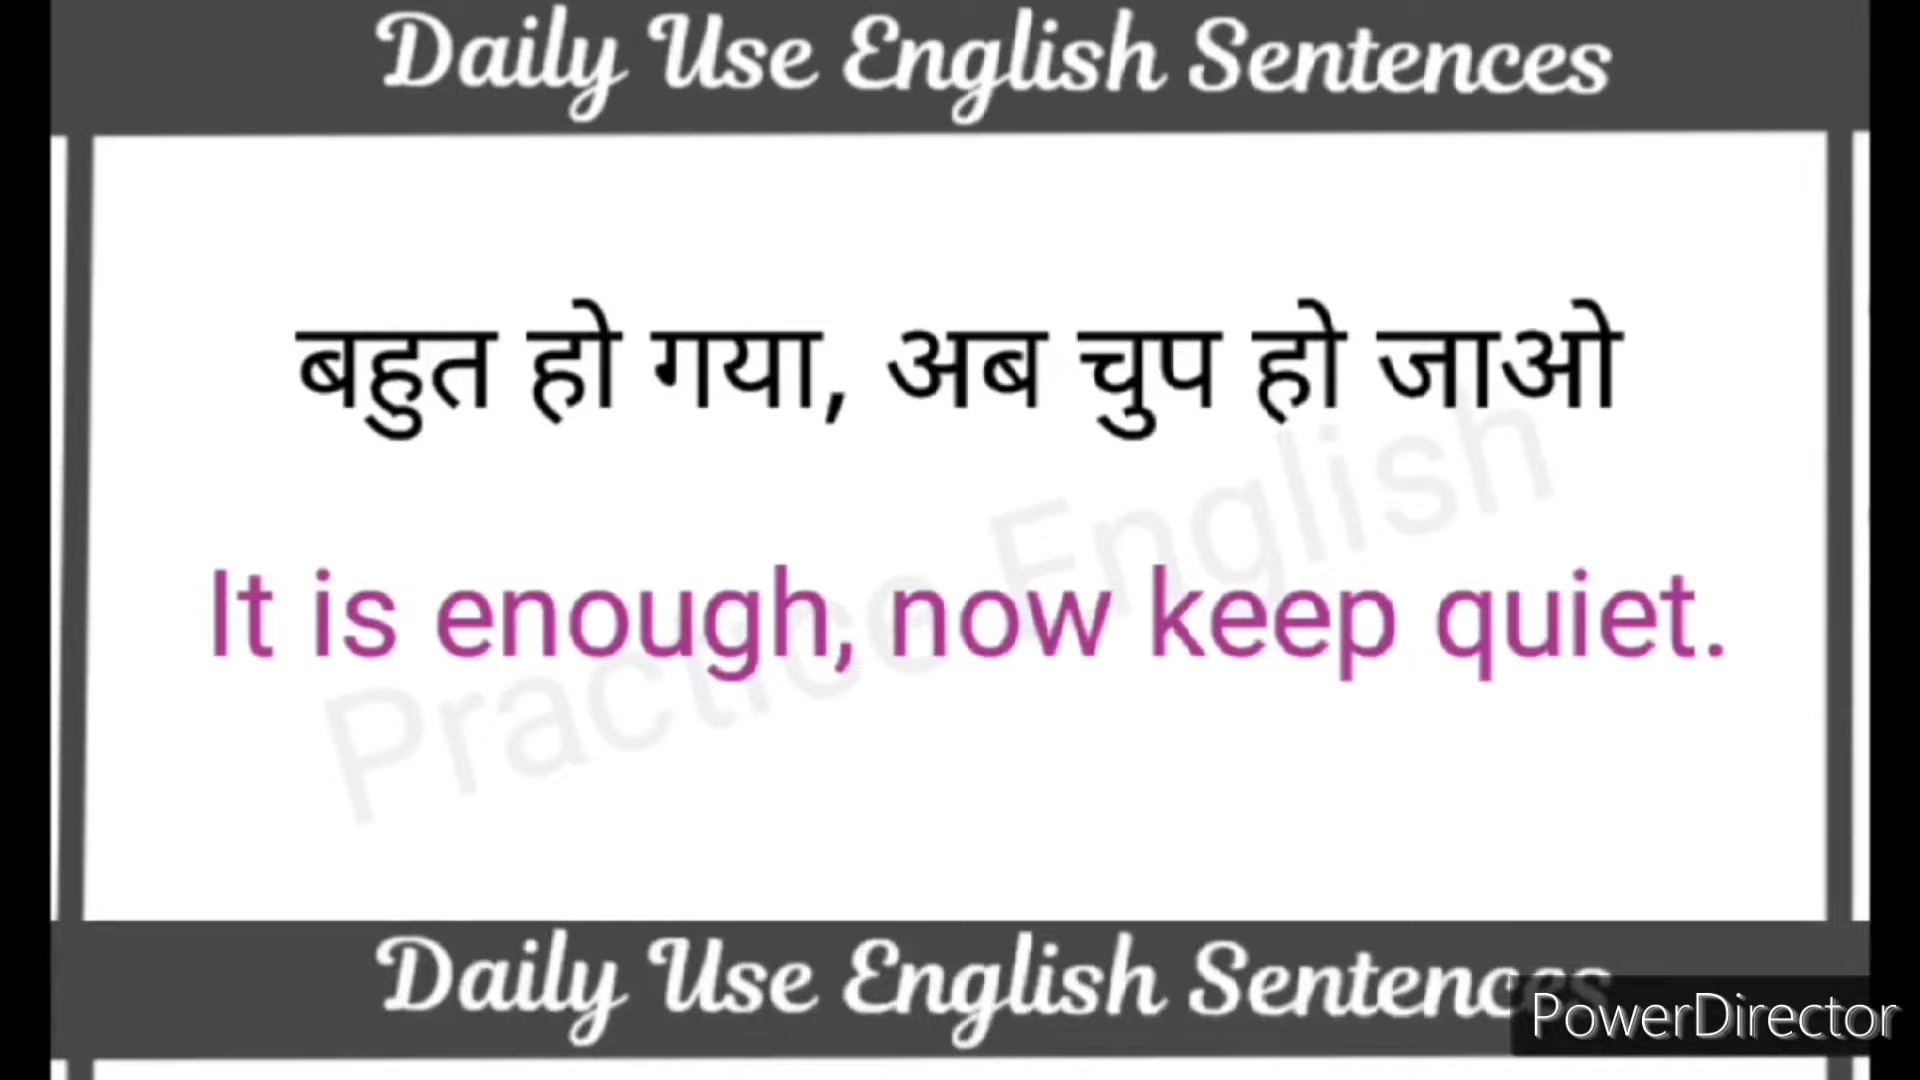 Daily Use English Sentences
बहुत हो गया, अब चुप हो जाओ
It is enough, now keep quiet.
Practice English
Daily Use English Sentences
PowerDirector